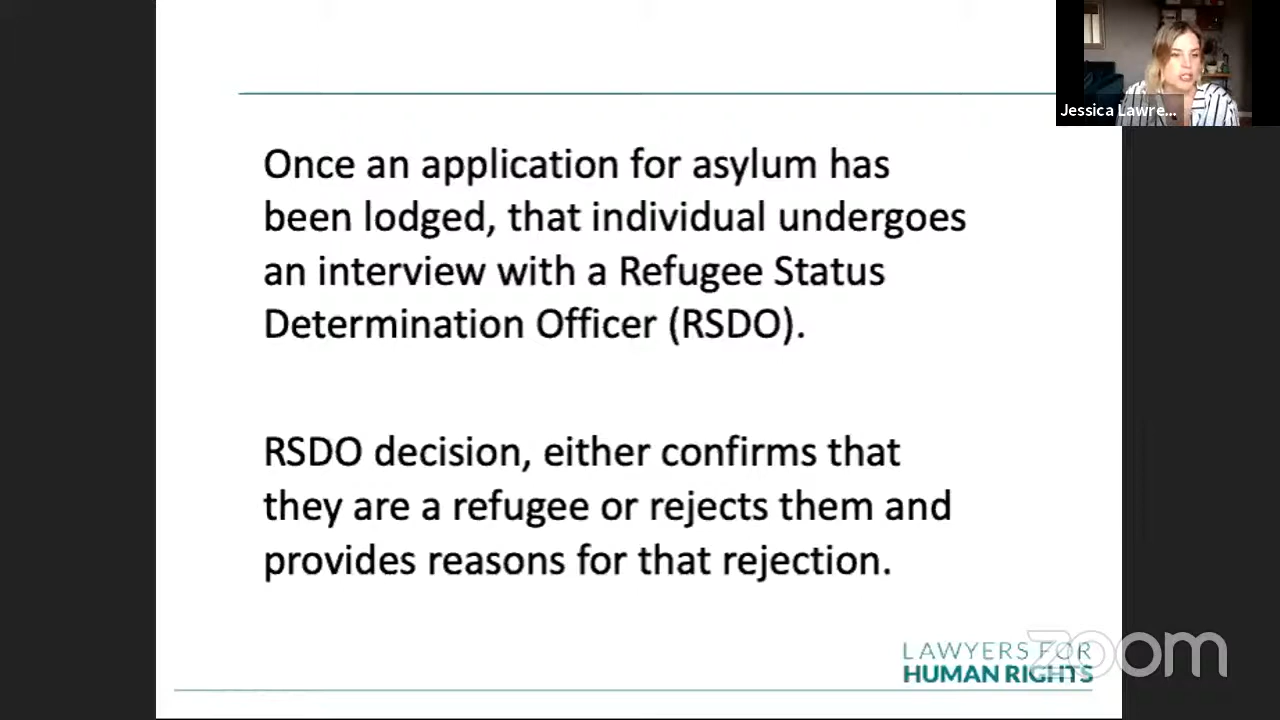 Jessica Lawre...
Once an application for asylum has
been lodged, that individual undergoes
an interview with a Refugee Status
Determination Officer (RSDO).
RSDO decision, either confirms that
they are a refugee or rejects them and
provides reasons for that rejection.
LAWYERS FOR
HUMAN RIGHTS
zoom